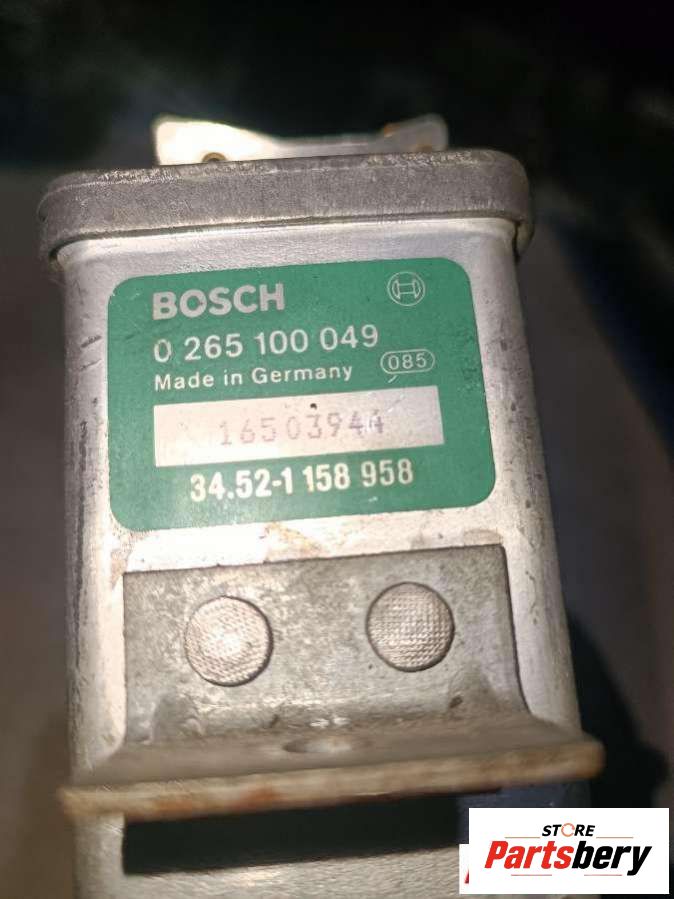 BOSCH
0 265 100 049
Made in Germany 085
16503944
34.52-1 158 958
STORE
Partsbery